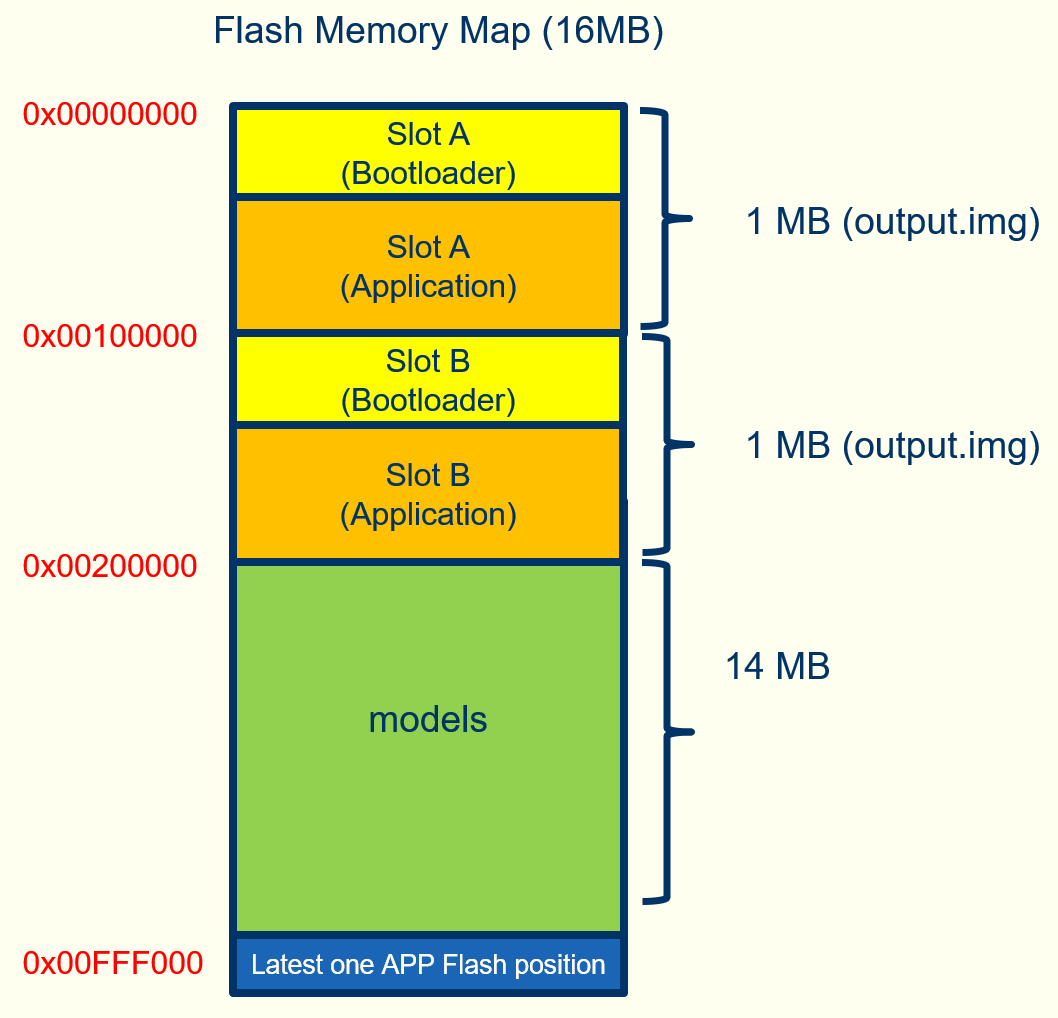 Flash Memory Map (16MB)
0x00000000
Slot A
(Bootloader)
Slot A
(Application)
1 MB (output.img)
0x00100000
Slot B
(Bootloader)
Slot B
(Application)
1 MB (output.img)
0x00200000
models
14 MB
0x00FFF000
Latest one APP Flash position